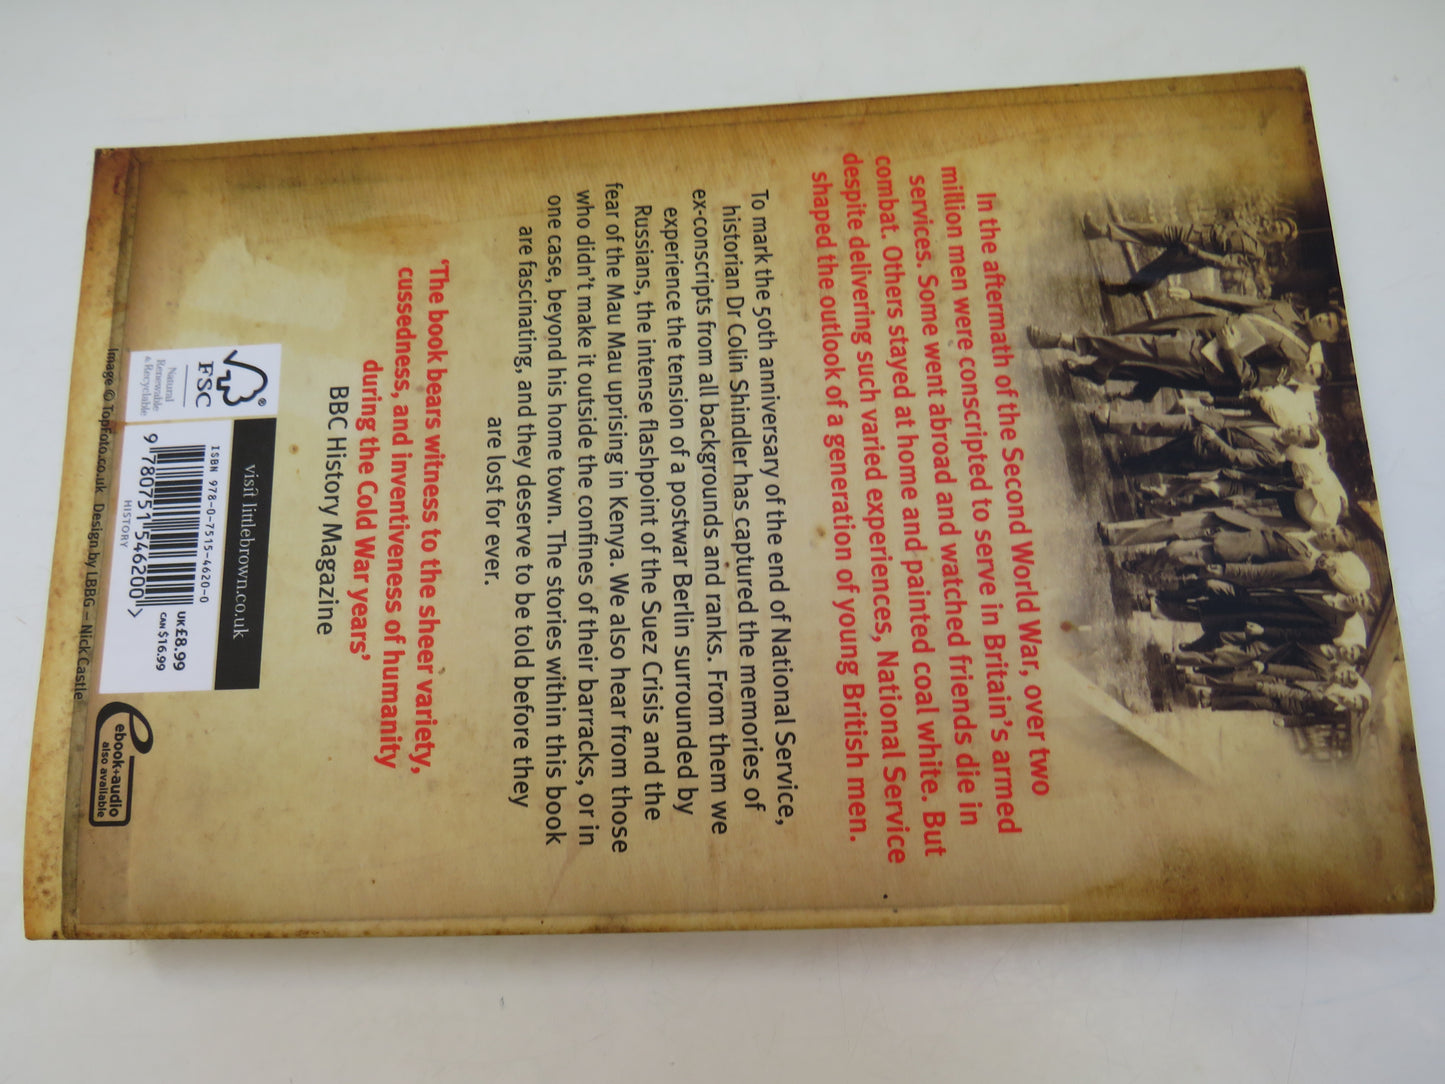 In the aftermath of the Second World War, over two
million men were conscripted to serve in Britain's armed
services. Some went abroad and watched friends die in
combat. Others stayed at home and painted coal white. But
despite delivering such varied experiences, National Service
shaped the outlook of a generation of young British men.
To mark the 50th anniversary of the end of National Service,
historian Dr Colin Shindler has captured the memories of
ex-conscripts from all backgrounds and ranks. From them we
experience the tension of a postwar Berlin surrounded by
Russians, the intense flashpoint of the Suez Crisis and the
fear of the Mau Mau uprising in Kenya. We also hear from those
who didn't make it outside the confines of their barracks, or in
one case, beyond his home town. The stories within this book
are fascinating, and they deserve to be told before they
are lost for ever.
'The book bears witness to the sheer variety,
cussedness, and inventiveness of humanity
during the Cold War years'
BBC History Magazine
FSC
®
Natural
Renewable
& Recyclable
visit littlebrown.co.uk
ISBN 978-0-7515-4620-0
9 780751 546200 >
HISTORY
UK £8.99
CAN $16.99
Image © TopFoto.co.uk Design by LBBG – Nick Castle
e
ebook+audio
also available